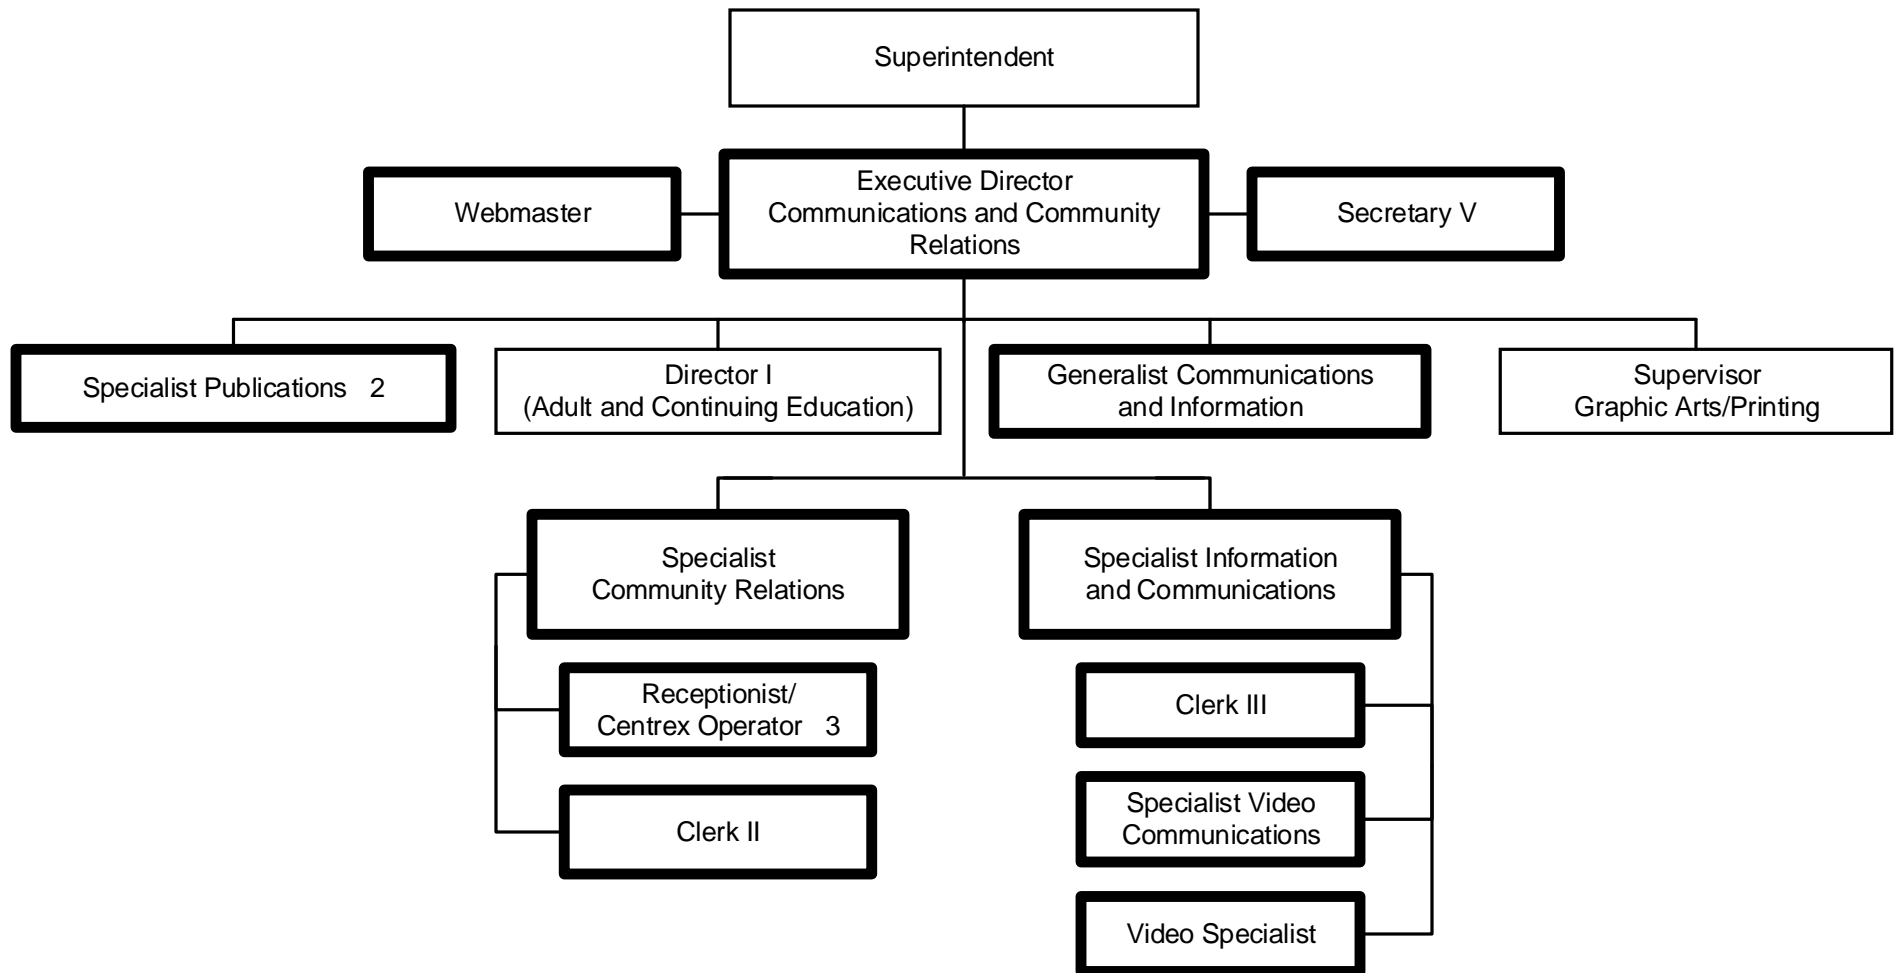 Superintendent
Webmaster
Executive Director
Communications and Community
Relations
Secretary V
Specialist Publications   2
Director I
(Adult and Continuing Education)
Generalist Communications
and Information
Supervisor
Graphic Arts/Printing
Specialist
Community Relations
Specialist Information
and Communications
Receptionist/
Centrex Operator   3
Clerk II
Clerk III
Specialist Video
Communications
Video Specialist